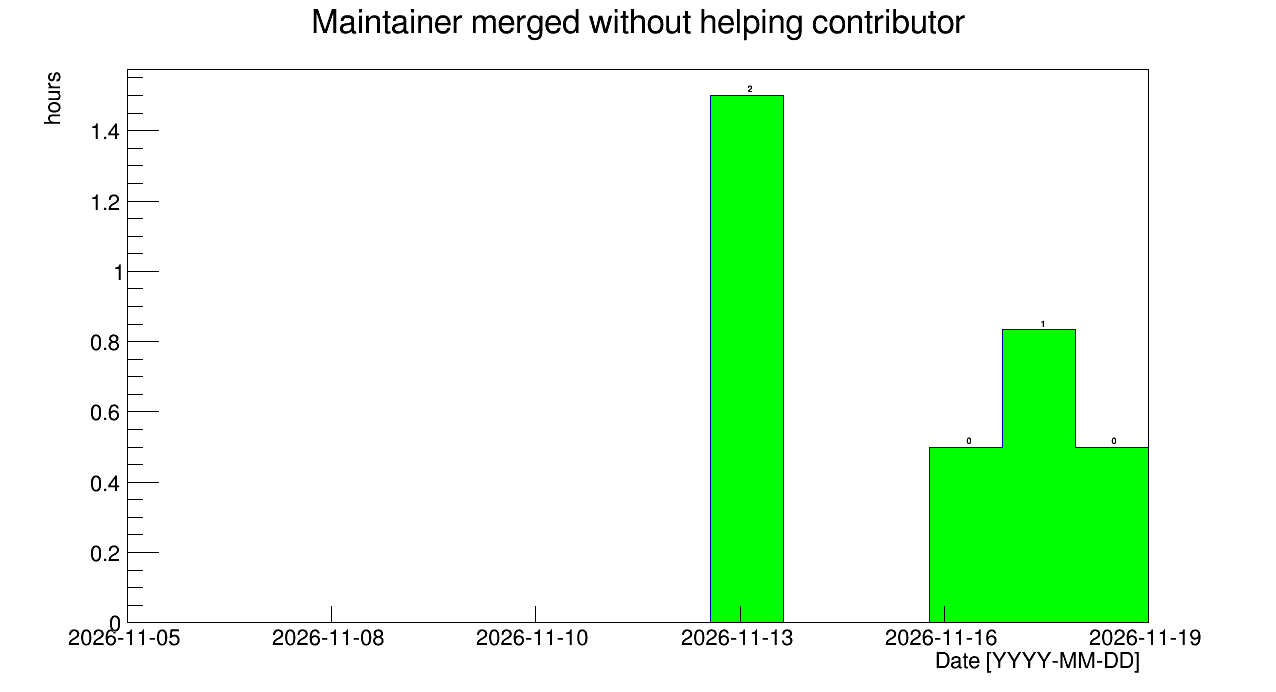 Maintainer merged without helping contributor
hours
2
1.4
1.2
1
0.8
1
0.6
0 0
0.4
0.2
0
2026-11-05 2026-11-08 2026-11-10 2026-11-13 2026-11-16 2026-11-19
Date [YYYY-MM-DD]